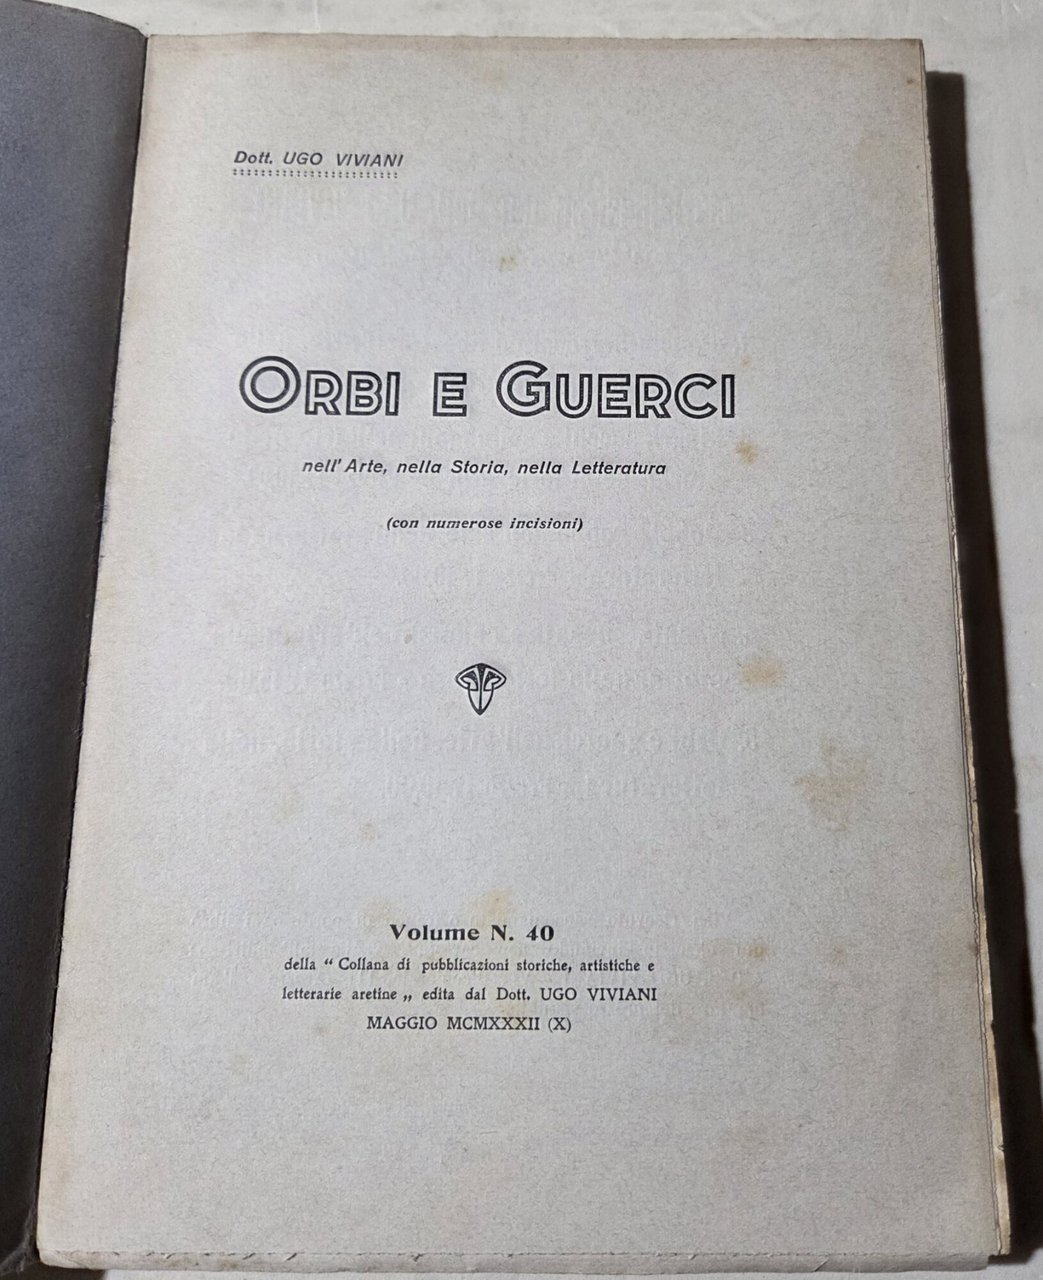 Dott. UGO VIVIANI
ORBI E GUERCI
nell' Arte, nella Storia, nella Letteratura
(con numerose incisioni)
Volume N. 40
della “ Collana di pubblicazioni storiche, artistiche e
letterarie aretine „ edita dal Dott. UGO VIVIANI
MAGGIO MCMXXXII (X)